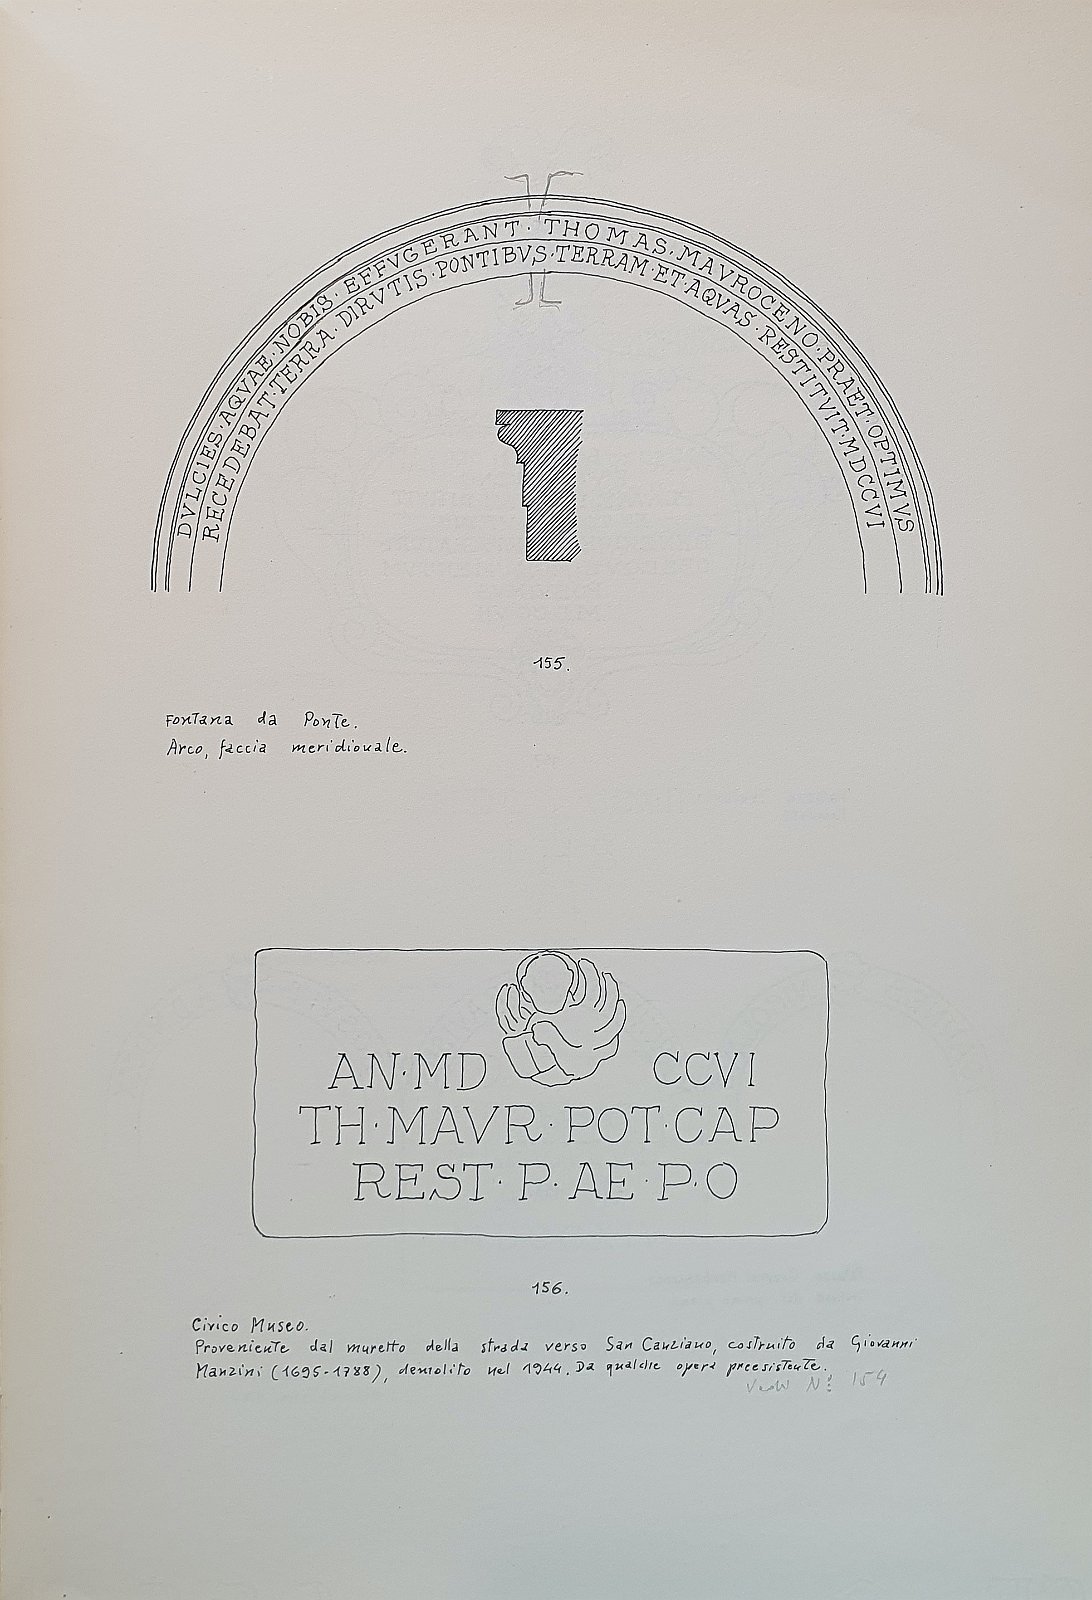 DVLCIES·AQVAE·NOBIS·EFFVGERANT·THOMAS·MAVROCENO·PRAET·OPTIMVS
RECEDEBAT·TERRA·DIRVTIS·PONTIBVS·TERRAM·ET·AQVAS·RESTITVIT·MDCCVI
155.
Fontana da Ponte.
Arco, faccia meridionale.
AN·MD CCVI
TH·MAVR·POT·CAP
REST·P·AE·P·O
156.
Civico Museo.
Proveniente dal muretto della strada verso San Canziano, costruito da Giovanni
Manzini (1695-1788), demolito nel 1944. Da qualche opera preesistente.
Vedi N: 154